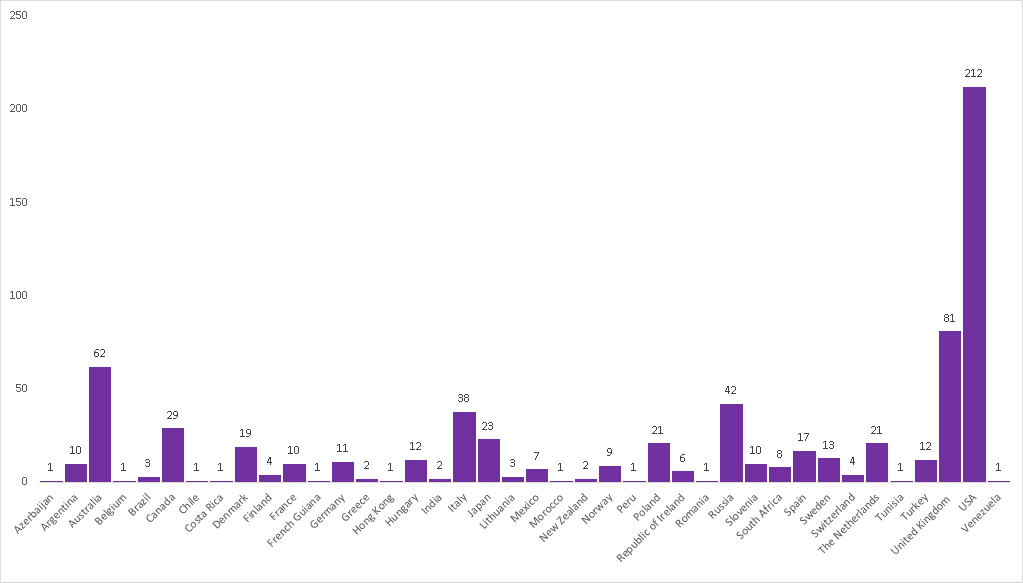 250
200
150
100
50
0
1
10
62
1
3
29
1
1
19
4
10
1
11
2
1
12
2
38
23
3
7
1
2
9
1
21
6
1
42
10
8
17
13
4
21
1
12
81
212
1
Azerbaijan
Argentina
Australia
Belgium
Brazil
Canada
Chile
Costa Rica
Denmark
Finland
France
French Guiana
Germany
Greece
Hong Kong
Hungary
India
Italy
Japan
Lithuania
Mexico
Morocco
New Zealand
Norway
Peru
Poland
Republic of Ireland
Romania
Russia
Slovenia
South Africa
Spain
Sweden
Switzerland
The Netherlands
Tunisia
Turkey
United Kingdom
USA
Venezuela